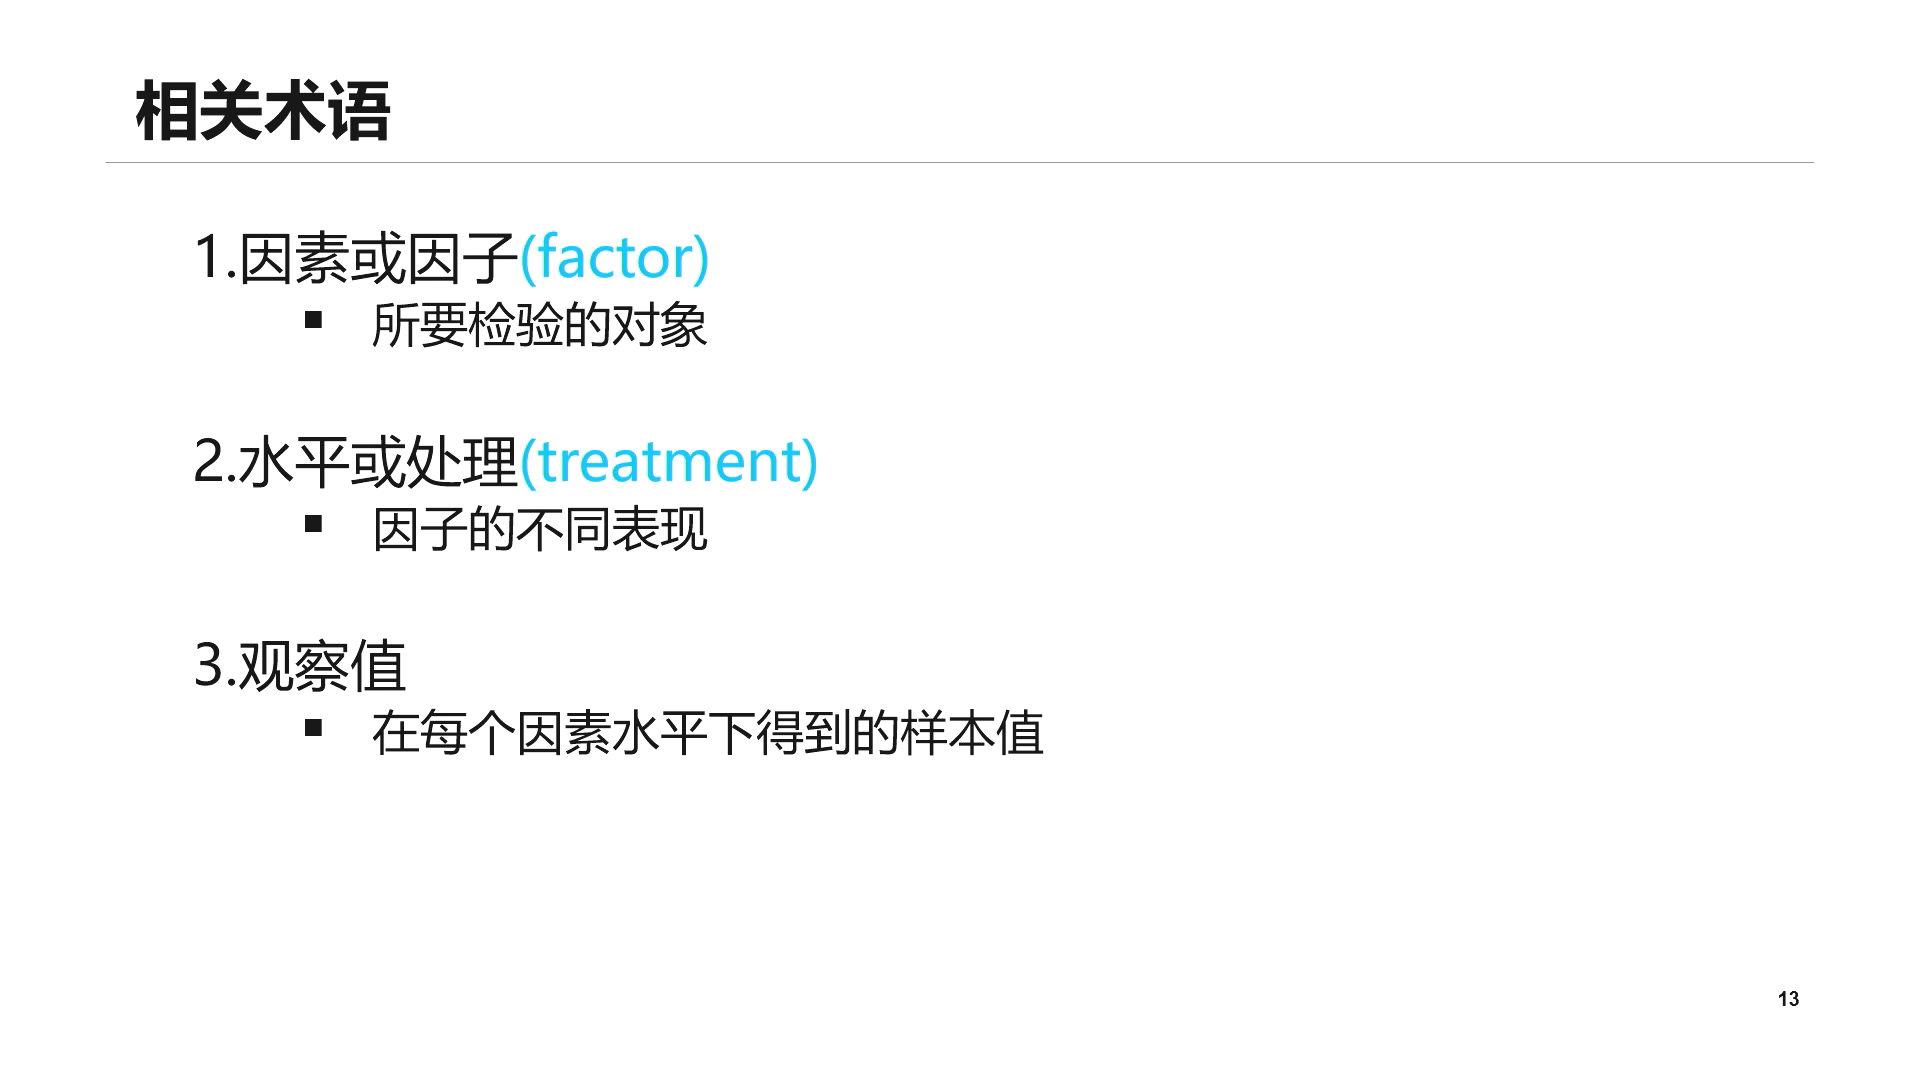 相关术语
1.因素或因子(factor)
▪ 所要检验的对象
2.水平或处理(treatment)
▪ 因子的不同表现
3.观察值
▪ 在每个因素水平下得到的样本值
13